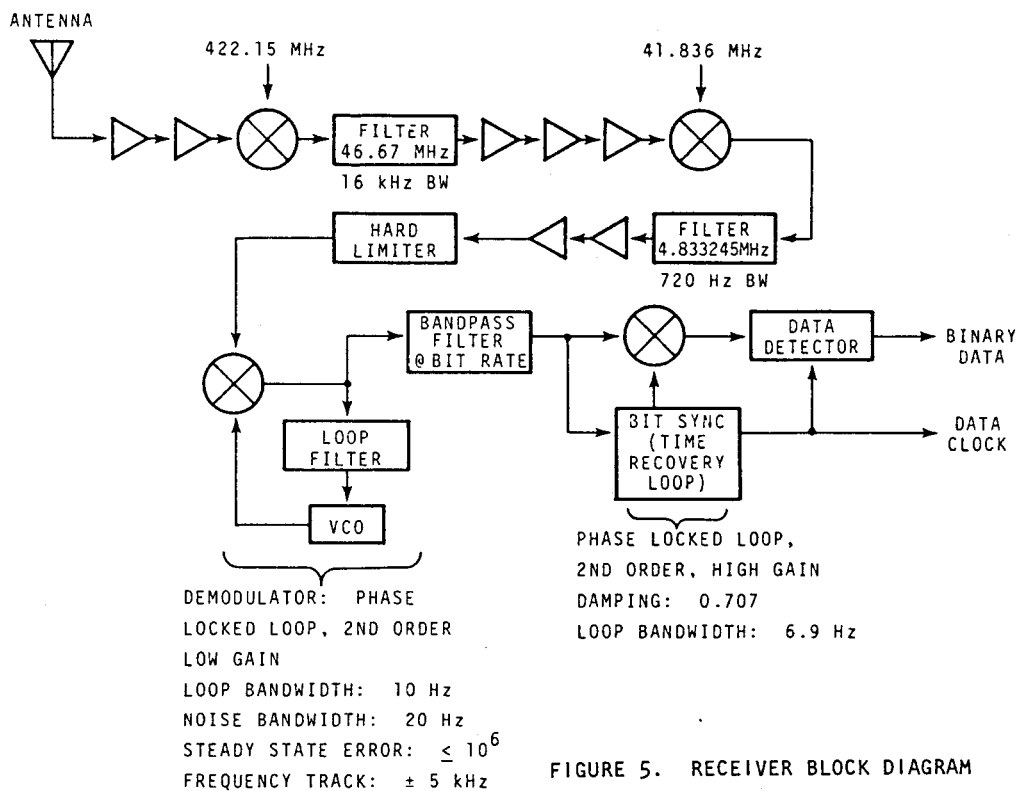 ANTENNA
422.15 MHz
41.836 MHz
FILTER
46.67 MHz
16 kHz BW
HARD
LIMITER
FILTER
4.833245MHz
720 Hz BW
BANDPASS
FILTER
@ BIT RATE
DATA
DETECTOR
BINARY
DATA
LOOP
FILTER
VCO
BIT SYNC
(TIME
RECOVERY
LOOP)
DATA
CLOCK
PHASE LOCKED LOOP,
2ND ORDER, HIGH GAIN
DAMPING: 0.707
LOOP BANDWIDTH: 6.9 Hz
DEMODULATOR: PHASE
LOCKED LOOP, 2ND ORDER
LOW GAIN
LOOP BANDWIDTH: 10 Hz
NOISE BANDWIDTH: 20 Hz
STEADY STATE ERROR: ≤ 10⁶
FREQUENCY TRACK: ± 5 kHz
FIGURE 5. RECEIVER BLOCK DIAGRAM